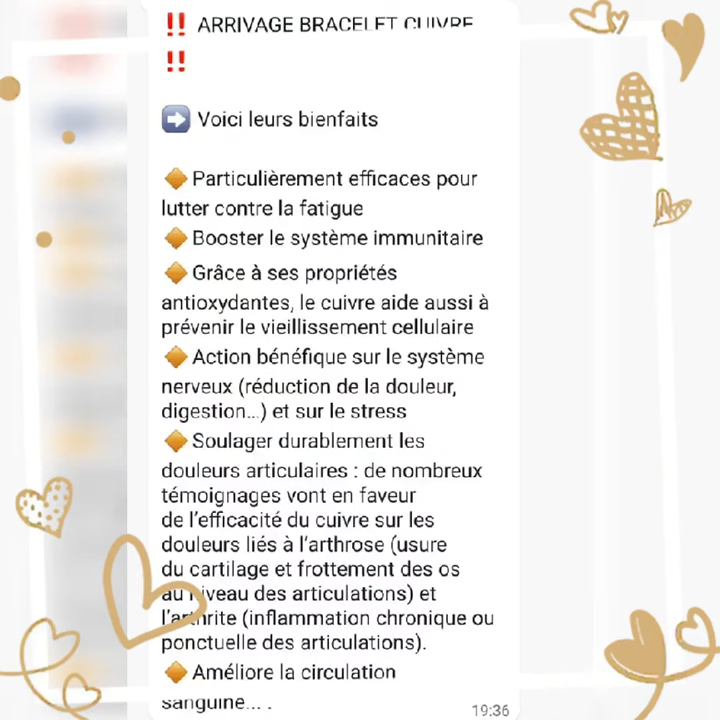 ‼️ ARRIVAGE BRACELET CUIVRE
‼️
➡️ Voici leurs bienfaits
🔶 Particulièrement efficaces pour
lutter contre la fatigue
🔶 Booster le système immunitaire
🔶 Grâce à ses propriétés
antioxydantes, le cuivre aide aussi à
prévenir le vieillissement cellulaire
🔶 Action bénéfique sur le système
nerveux (réduction de la douleur,
digestion...) et sur le stress
🔶 Soulager durablement les
douleurs articulaires : de nombreux
témoignages vont en faveur
de l'efficacité du cuivre sur les
douleurs liés à l'arthrose (usure
du cartilage et frottement des os
au niveau des articulations) et
l'arthrite (inflammation chronique ou
ponctuelle des articulations).
🔶 Améliore la circulation
sanguine... .
19:36